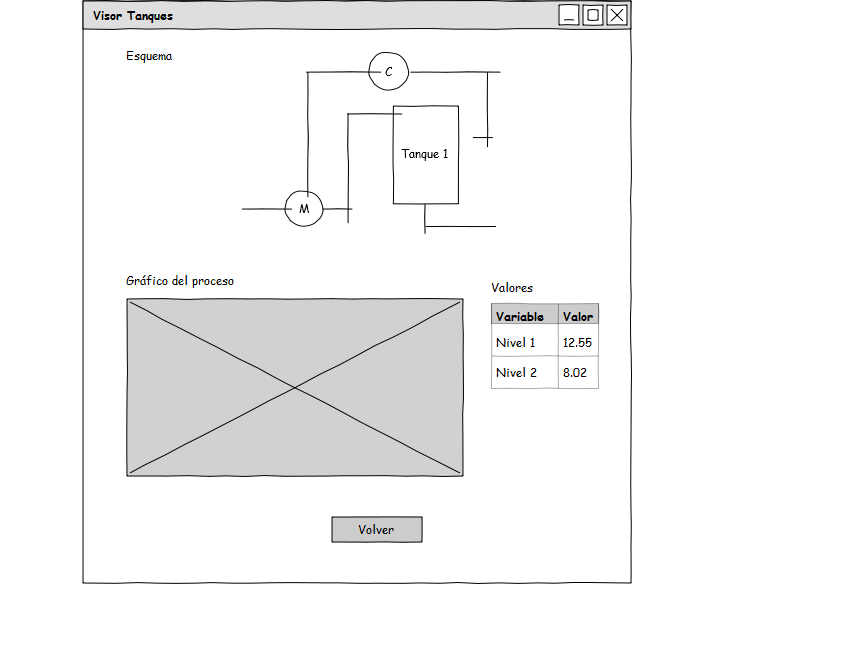 Visor Tanques
Esquema
C
Tanque 1
M
Gráfico del proceso
Valores
Variable Valor
Nivel 1 12.55
Nivel 2 8.02
Volver